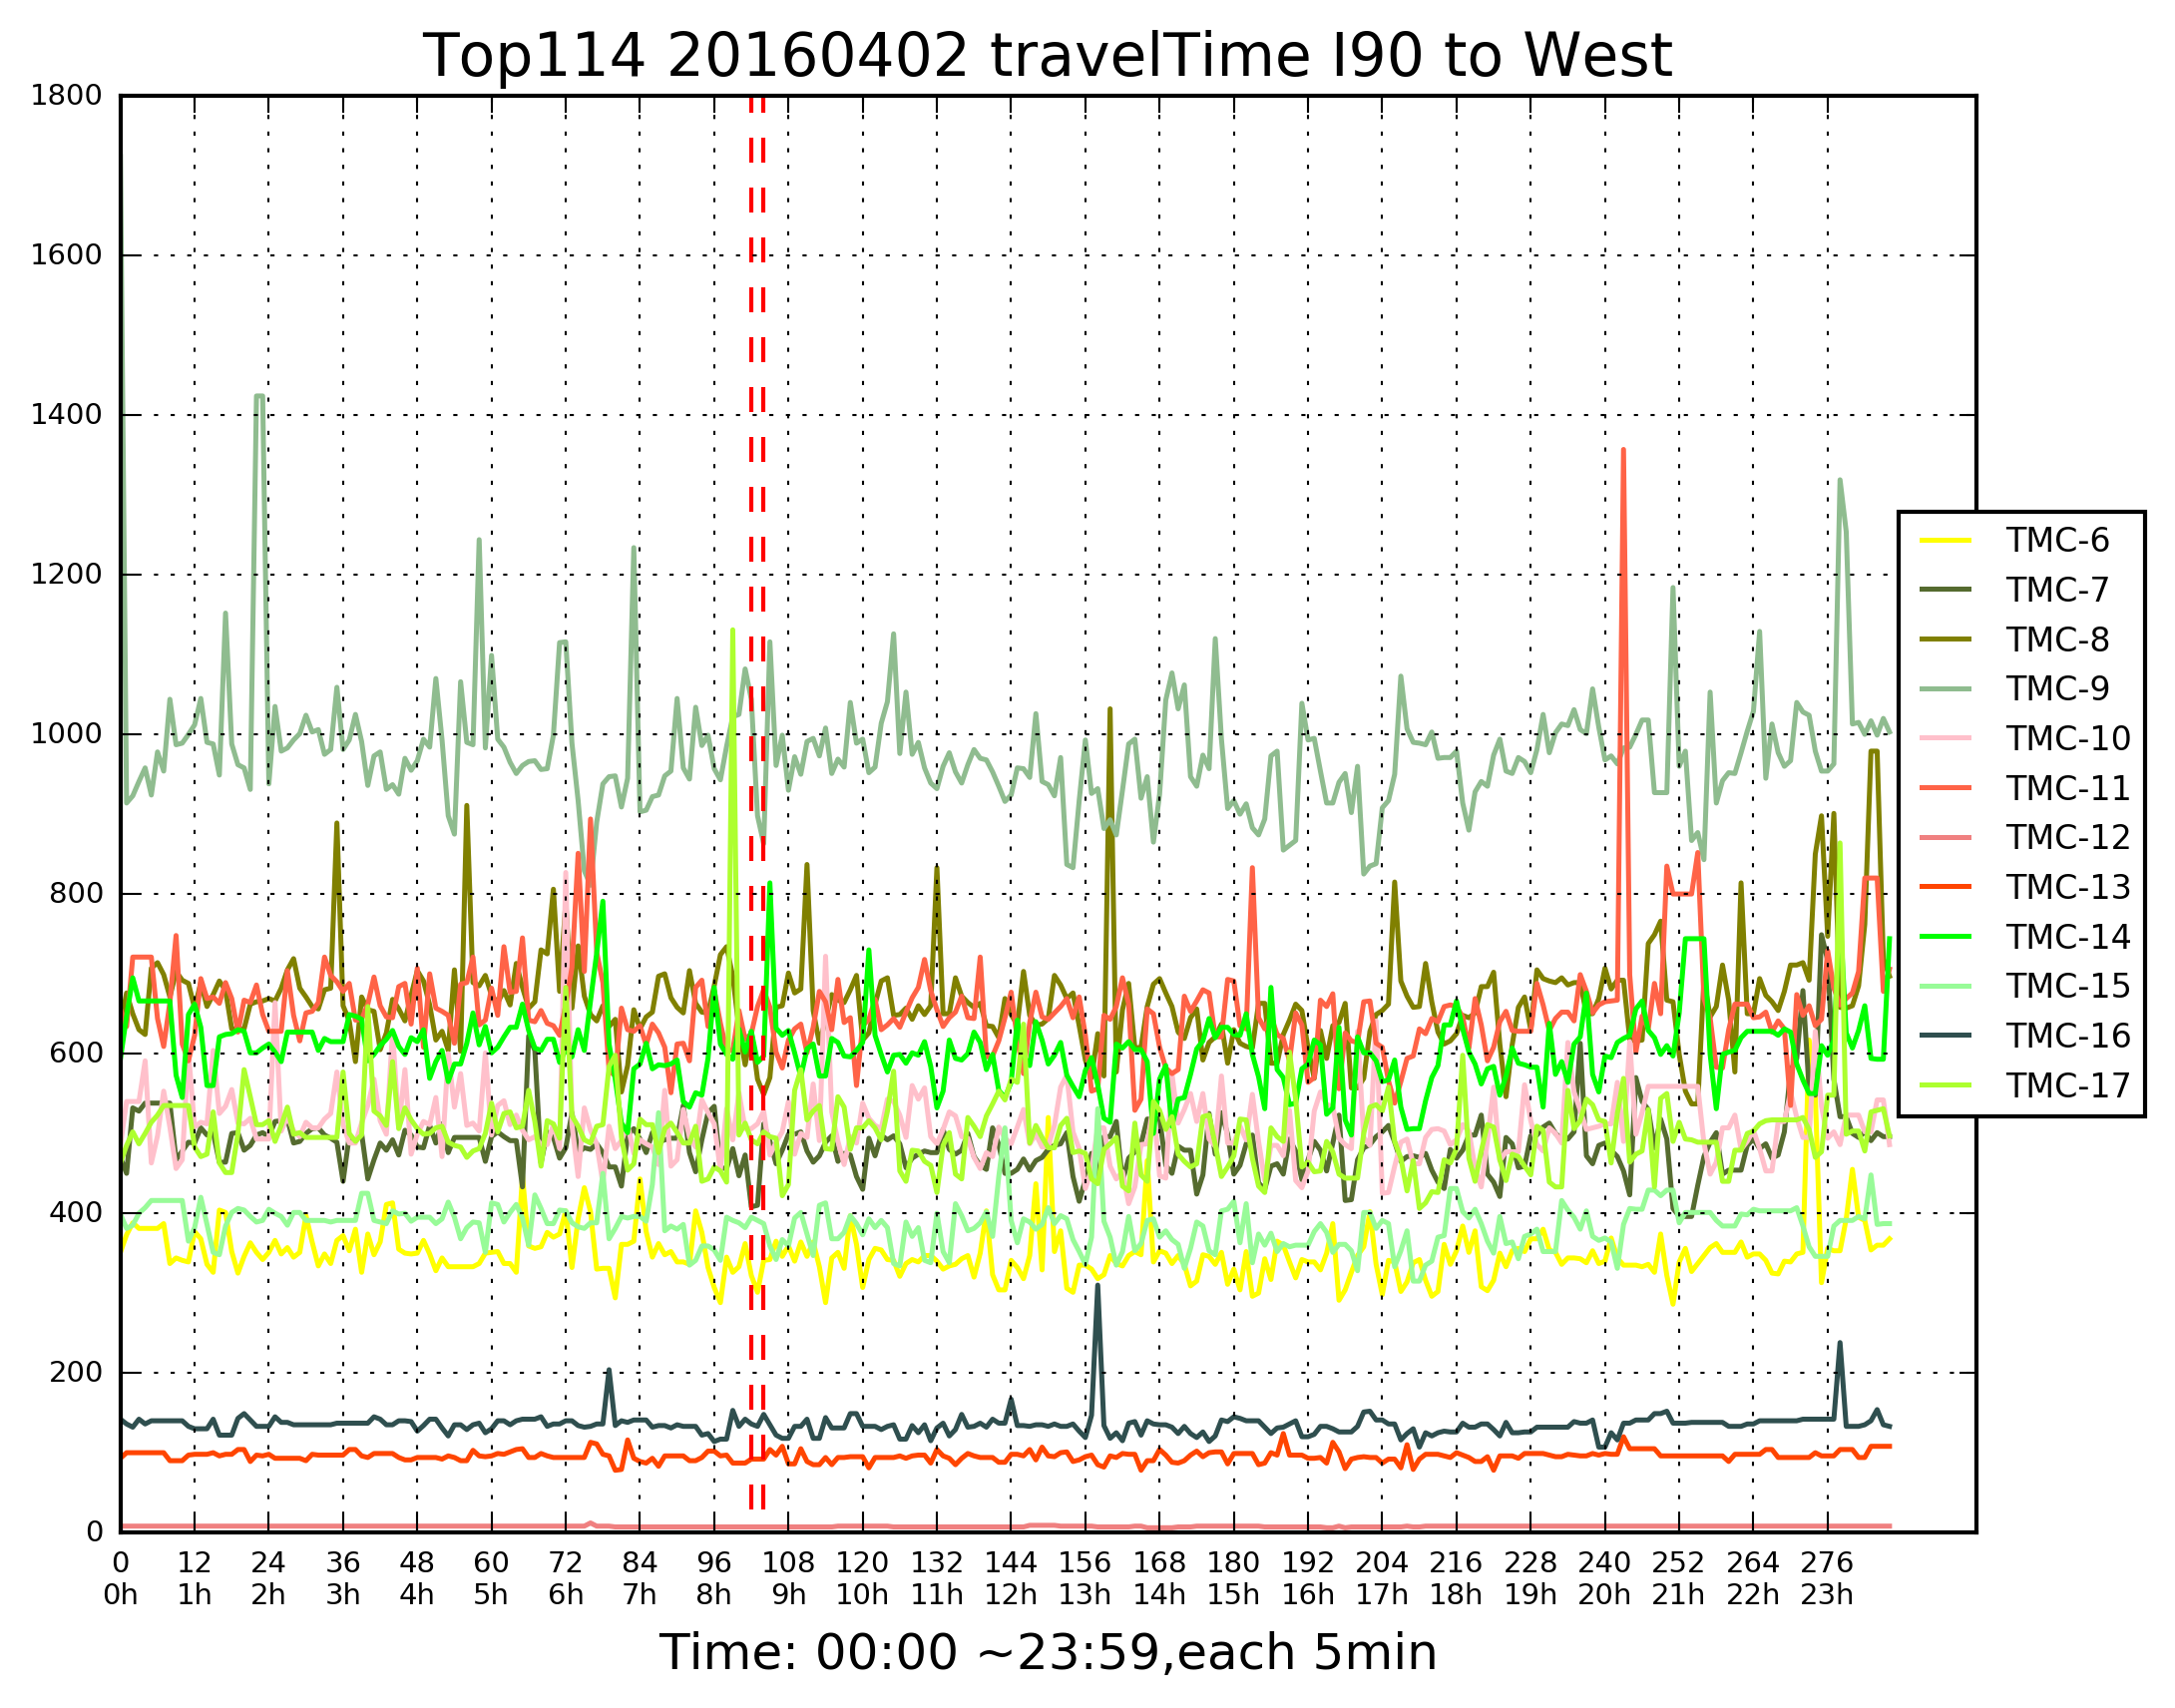 Top114 20160402 travelTime I90 to West
1800
1600
1400
1200
1000
800
600
400
200
0
TMC-6
TMC-7
TMC-8
TMC-9
TMC-10
TMC-11
TMC-12
TMC-13
TMC-14
TMC-15
TMC-16
TMC-17
0 12 24 36 48 60 72 84 96 108 120 132 144 156 168 180 192 204 216 228 240 252 264 276
0h 1h 2h 3h 4h 5h 6h 7h 8h 9h 10h 11h 12h 13h 14h 15h 16h 17h 18h 19h 20h 21h 22h 23h
Time: 00:00 ~23:59,each 5min